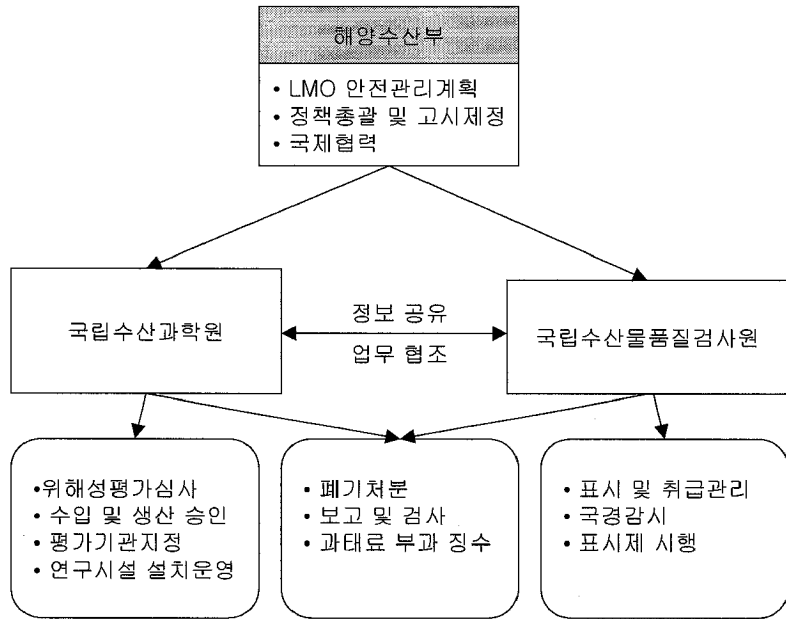 해양수산부
• LMO 안전관리계획
• 정책총괄 및 고시제정
• 국제협력
국립수산과학원
정보 공유
업무 협조
국립수산물품질검사원
•위해성평가심사
• 수입 및 생산 승인
• 평가기관지정
• 연구시설 설치운영
• 폐기처분
• 보고 및 검사
• 과태료 부과 징수
• 표시 및 취급관리
• 국경감시
• 표시제 시행